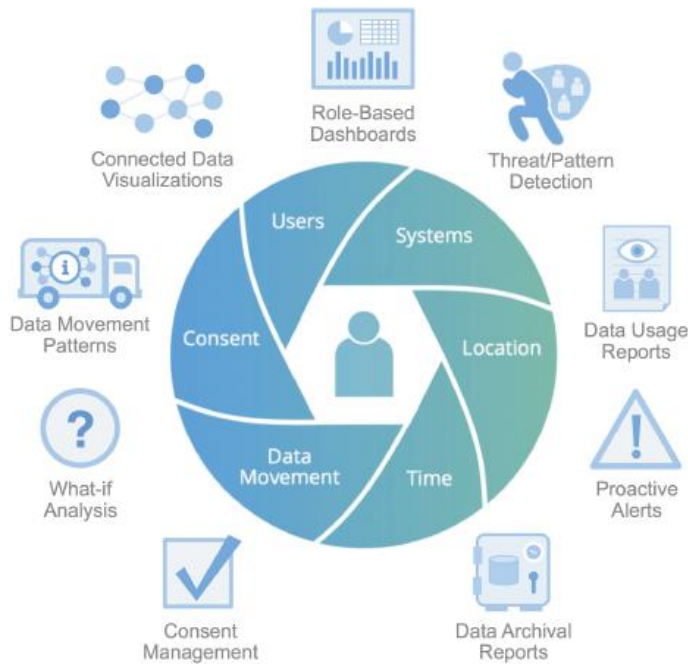 Role-Based
Dashboards
Connected Data
Visualizations
Threat/Pattern
Detection
Users
Systems
Data Movement
Patterns
Consent
Location
Data Usage
Reports
?
What-if
Analysis
Data
Movement
Time
!
Proactive
Alerts
Consent
Management
Data Archival
Reports
i